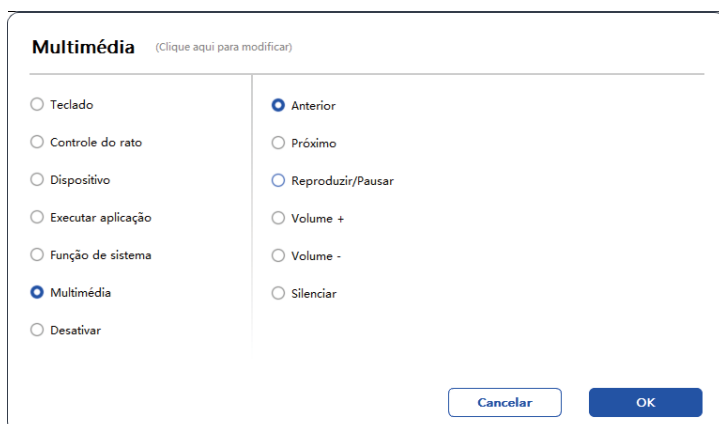 Multimédia (Clique aqui para modificar)
Teclado
Controle do rato
Dispositivo
Executar aplicação
Função de sistema
Multimédia
Desativar
Anterior
Próximo
Reproduzir/Pausar
Volume +
Volume -
Silenciar
Cancelar
OK